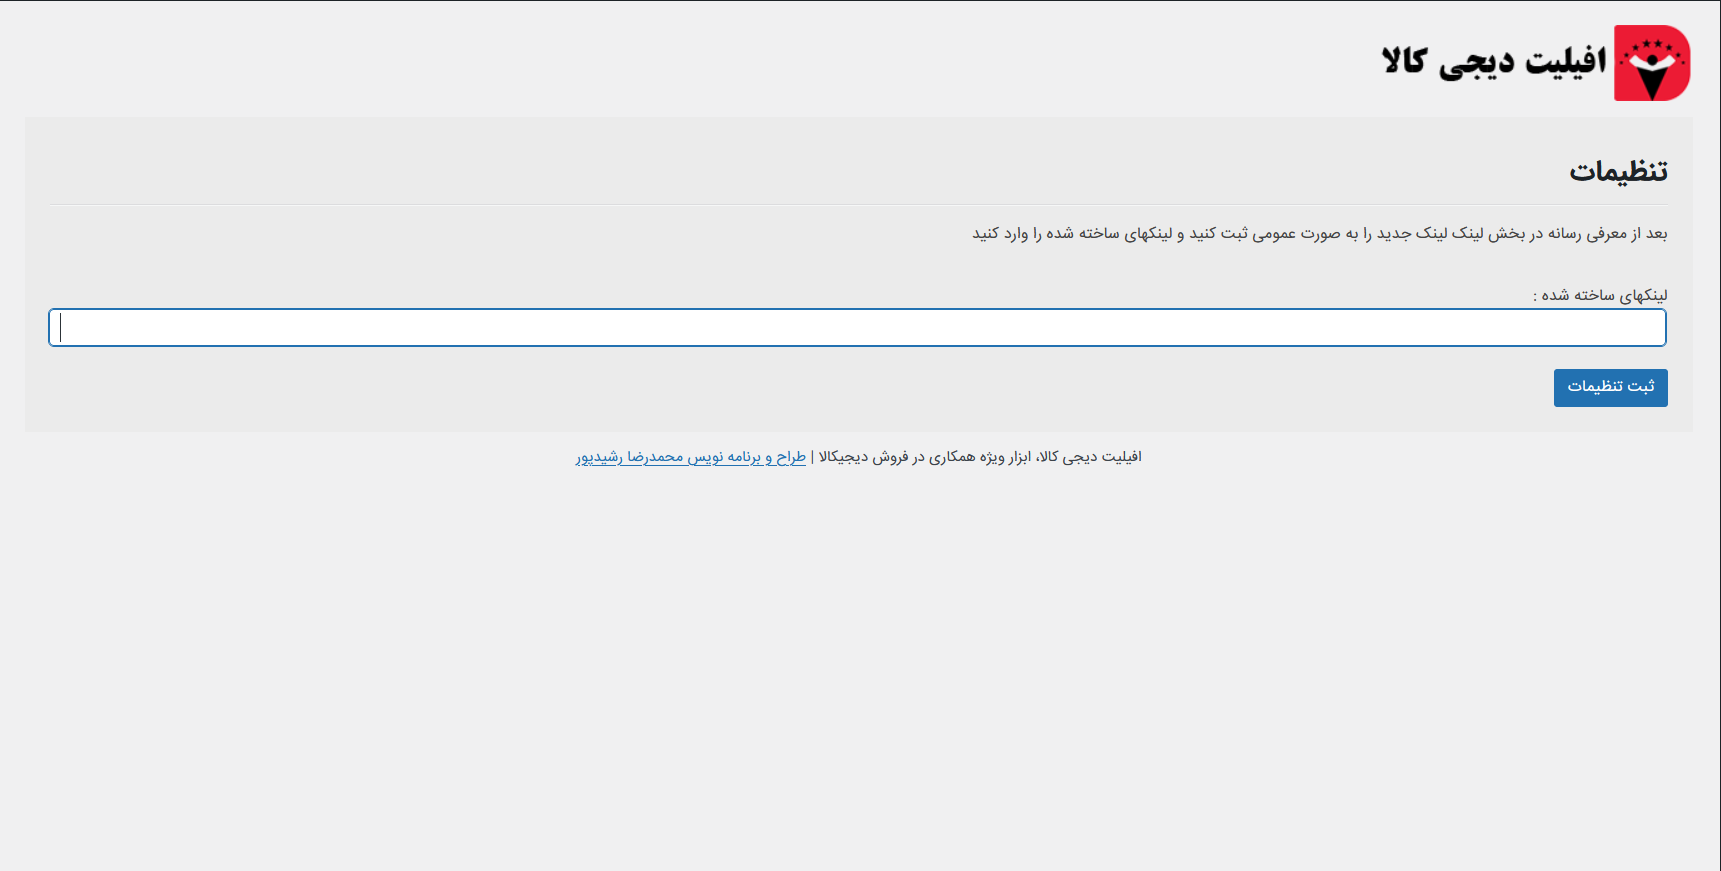 افیلیت دیجی کالا
تنظیمات
بعد از معرفی رسانه در بخش لینک لینک جدید را به صورت عمومی ثبت کنید و لینکهای ساخته شده را وارد کنید
لینکهای ساخته شده :
ثبت تنظیمات
افیلیت دیجی کالا، ابزار ویژه همکاری در فروش دیجیکالا | طراح و برنامه نویس محمدرضا رشیدپور